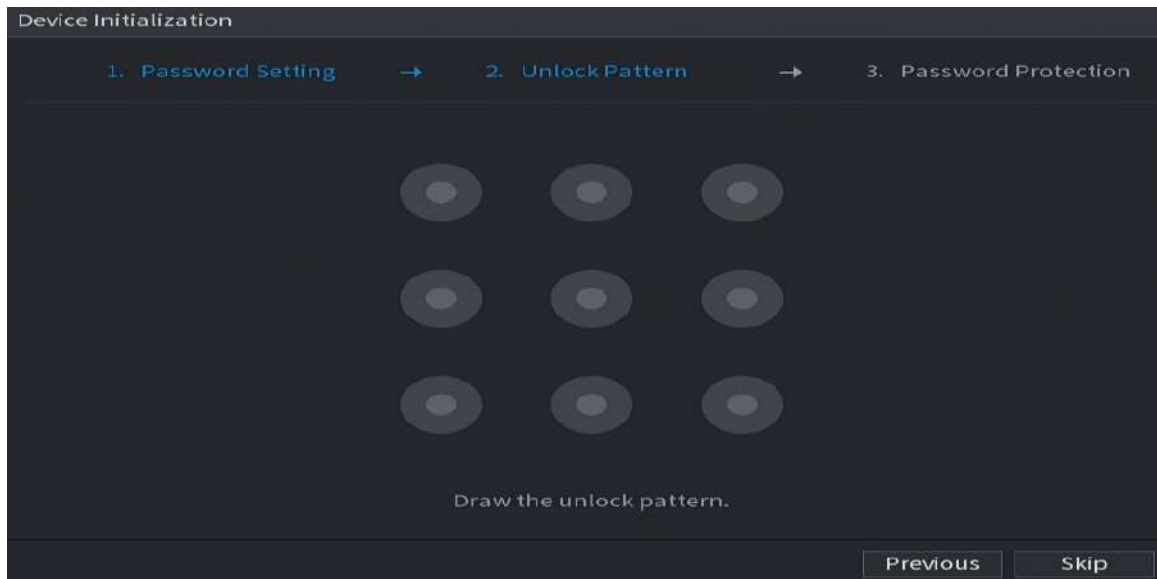 Device Initialization
1. Password Setting → 2. Unlock Pattern → 3. Password Protection
Draw the unlock pattern.
Previous Skip